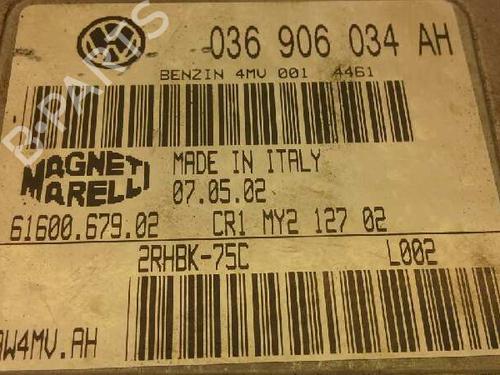 036 906 034 AH
BENZIN 4MV 001 4461
B-PARTS
MAGNETI MARELLI
MADE IN ITALY
07.05.02
61600.679.02 CR1 MY2 127 02
2RHBK-75C L002
W4MV.AH